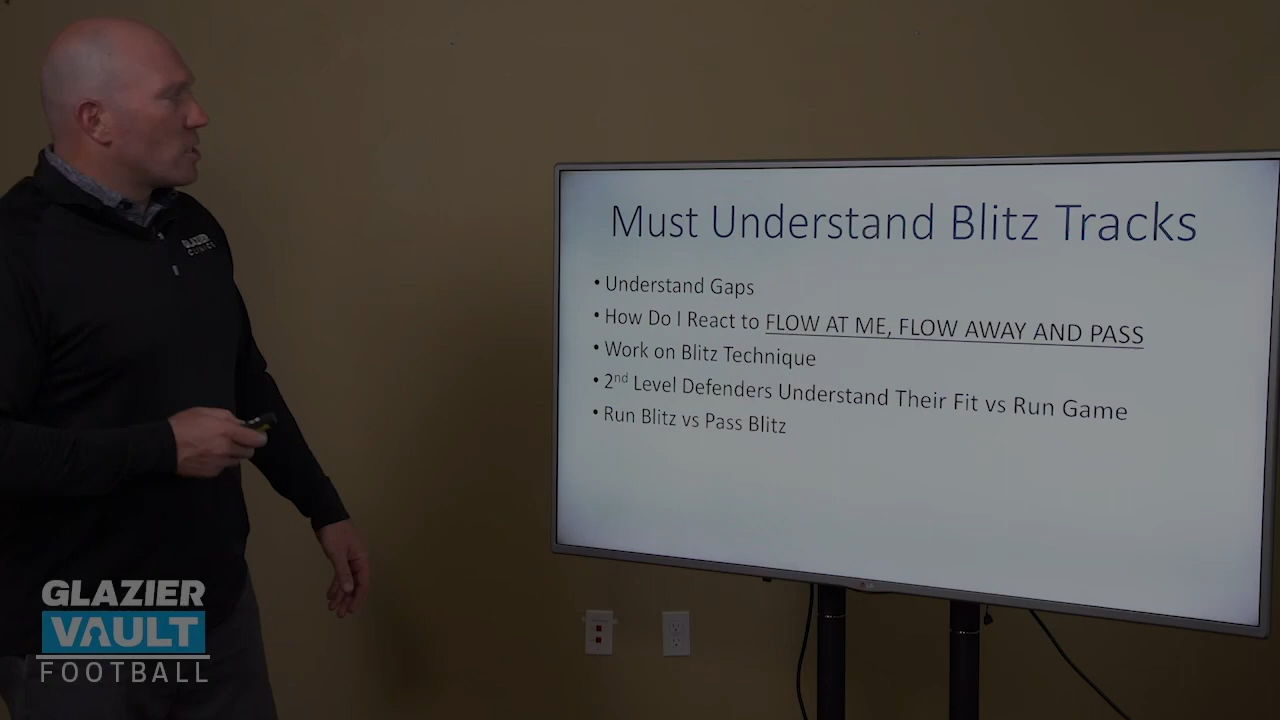 GLAZIER
CLINICS
Must Understand Blitz Tracks
• Understand Gaps
• How Do I React to FLOW AT ME, FLOW AWAY AND PASS
• Work on Blitz Technique
• 2nd Level Defenders Understand Their Fit vs Run Game
• Run Blitz vs Pass Blitz
GLAZIER
VAULT
FOOTBALL